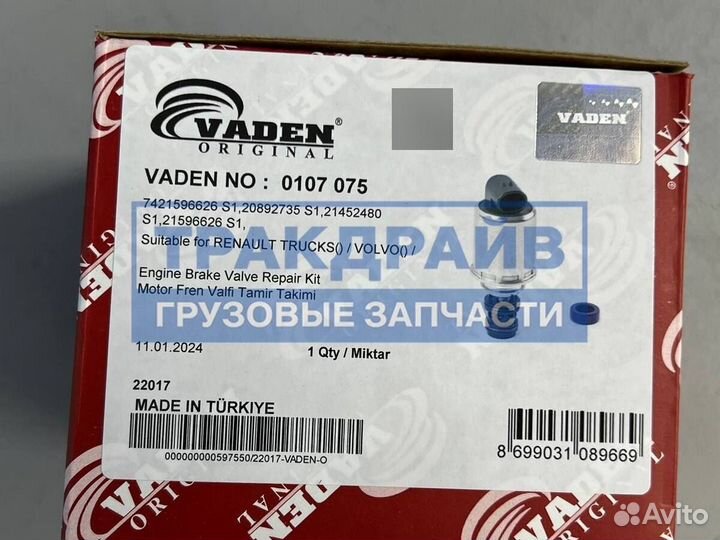 VADEN®
ORIGINAL
VADEN
VADEN NO : 0107 075
7421596626 S1,20892735 S1,21452480
S1,21596626 S1,
Suitable for RENAULT TRUCKS() / VOLVO() /
ТРАКДРАЙВ
Engine Brake Valve Repair Kit
Motor Fren Valfi Tamir Takimi
ГРУЗОВЫЕ ЗАПЧАСТИ
11.01.2024
1 Qty / Miktar
22017
MADE IN TÜRKIYE
000000000597550/22017-VADEN-O
8 699031 089669
VADEN
ORIGINAL
Avito